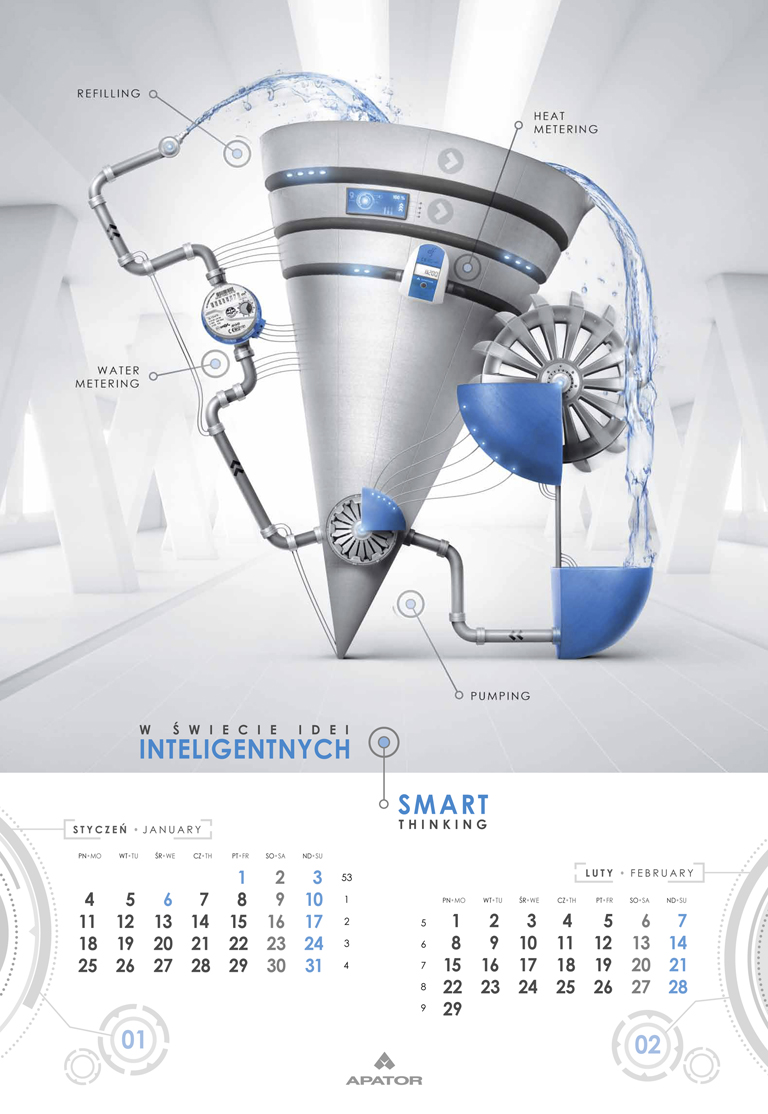 REFILLING
HEAT
METERING
WATER
METERING
PUMPING
W ŚWIECIE IDEI
INTELIGENTNYCH
SMART
THINKING
STYCZEŃ • JANUARY
PN•MO WT•TU ŚR•WE CZ•TH PT•FR SO•SA ND•SU
1 2 3 53
4 5 6 7 8 9 10 1
11 12 13 14 15 16 17 2
18 19 20 21 22 23 24 3
25 26 27 28 29 30 31 4
01
LUTY • FEBRUARY
PN•MO WT•TU ŚR•WE CZ•TH PT•FR SO•SA ND•SU
5 1 2 3 4 5 6 7
6 8 9 10 11 12 13 14
7 15 16 17 18 19 20 21
8 22 23 24 25 26 27 28
9 29
02
APATOR